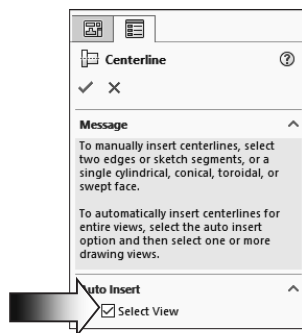 Centerline
Message
To manually insert centerlines, select
two edges or sketch segments, or a
single cylindrical, conical, toroidal, or
swept face.
To automatically insert centerlines for
entire views, select the auto insert
option and then select one or more
drawing views.
Auto Insert
Select View